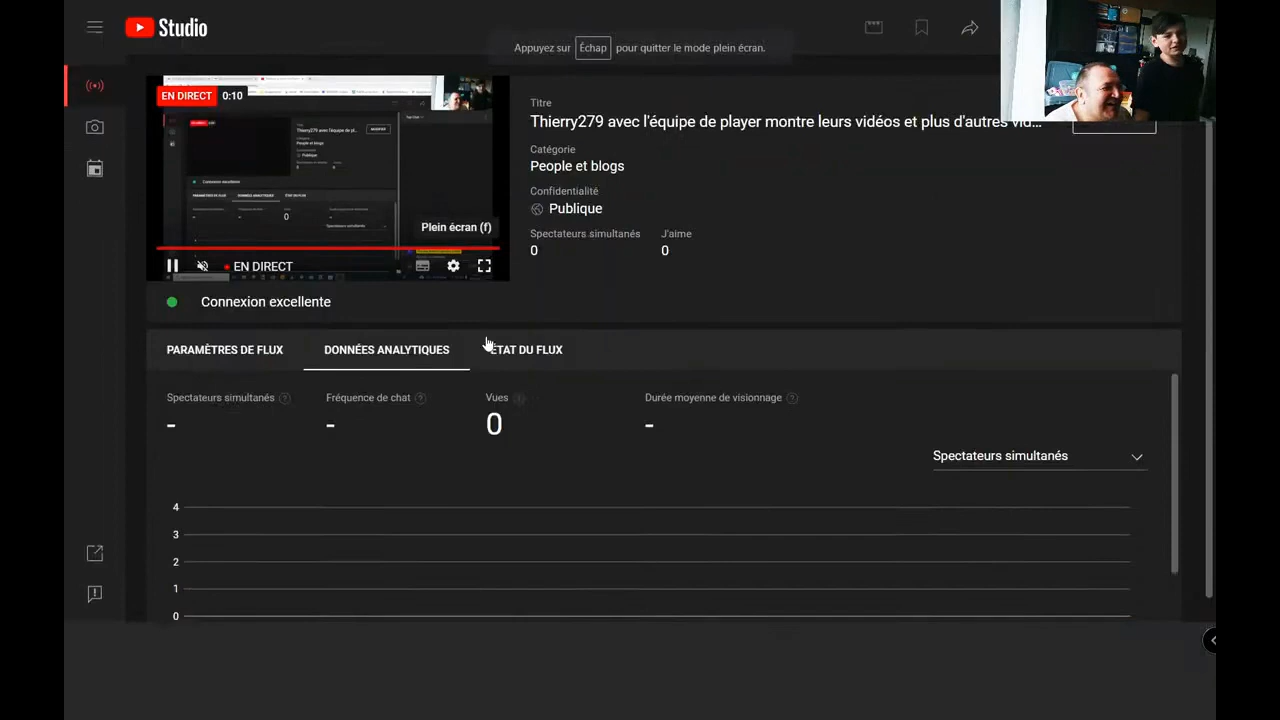 Studio
Appuyez sur Échap pour quitter le mode plein écran.
EN DIRECT 0:10
Plein écran (f)
EN DIRECT
Titre
Thierry279 avec l'équipe de player montre leurs vidéos et plus d'autres vid...
Catégorie
People et blogs
Confidentialité
Publique
Spectateurs simultanés J'aime
0 0
Connexion excellente
PARAMÈTRES DE FLUX DONNÉES ANALYTIQUES ÉTAT DU FLUX
Spectateurs simultanés ? Fréquence de chat ? Vues Durée moyenne de visionnage ?
- - 0 -
Spectateurs simultanés
4
3
2
1
0